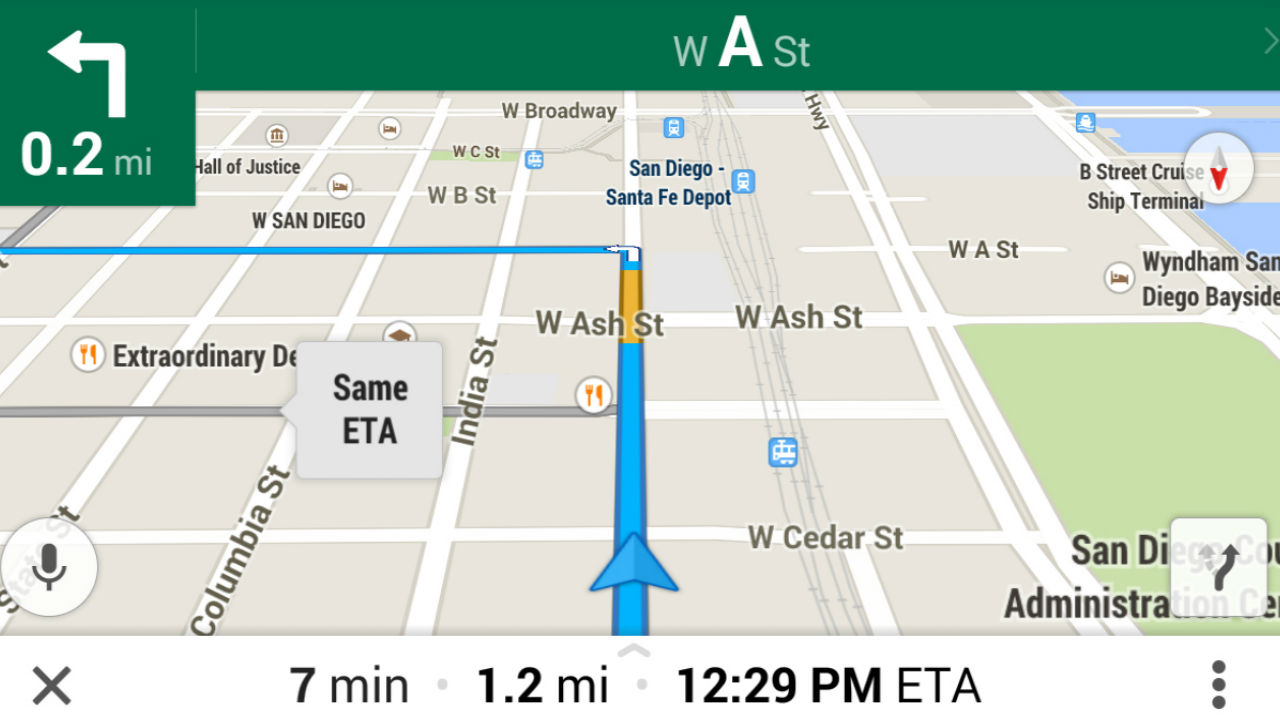 W A St
0.2 mi
W Broadway
Hwy
W C St
Hall of Justice
San Diego -
Santa Fe Depot
B Street Cruise
Ship Terminal
W B St
W SAN DIEGO
W A St
Wyndham San
Diego Bayside
W Ash St
W Ash St
Extraordinary De
Same
ETA
India St
Columbia St
State St
W Cedar St
San Diego Cou
Administration Cen
7 min • 1.2 mi • 12:29 PM ETA